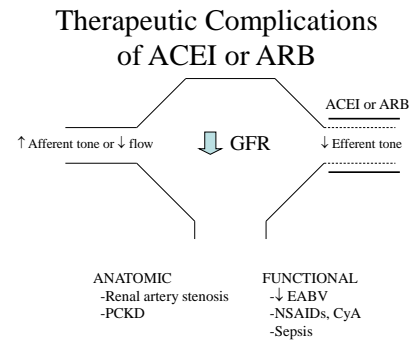 Therapeutic Complications
of ACEI or ARB
ACEI or ARB
↑ Afferent tone or ↓ flow
GFR
↓ Efferent tone
ANATOMIC
-Renal artery stenosis
-PCKD
FUNCTIONAL
-↓ EABV
-NSAIDs, CyA
-Sepsis